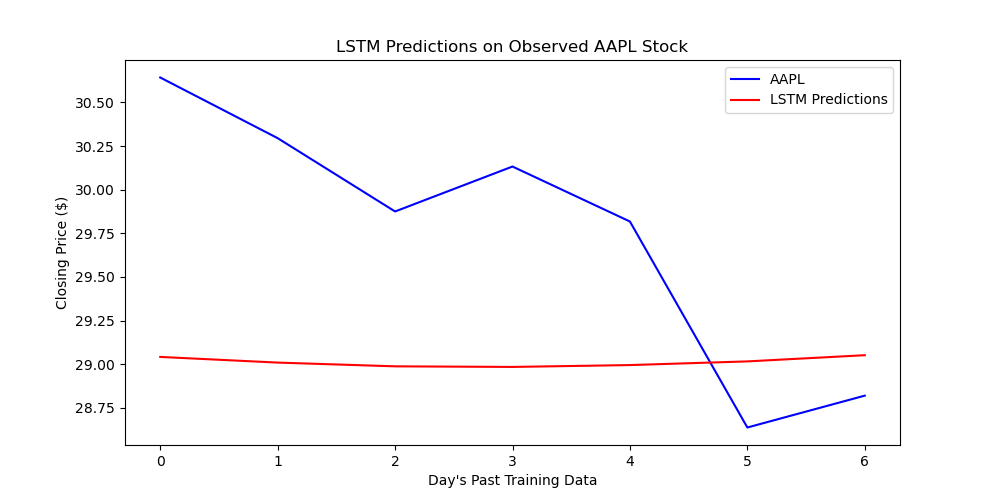 LSTM Predictions on Observed AAPL Stock
AAPL
LSTM Predictions
Closing Price ($)
30.50
30.25
30.00
29.75
29.50
29.25
29.00
28.75
0 1 2 3 4 5 6
Day's Past Training Data